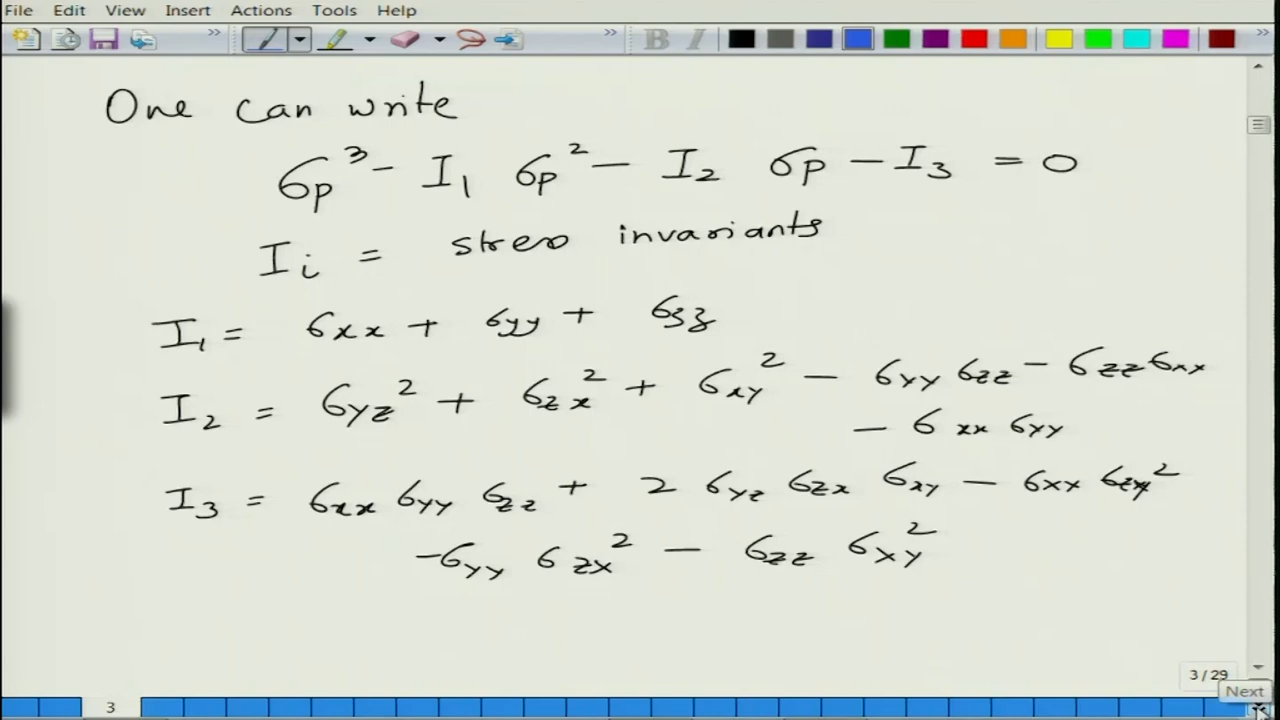 File Edit View Insert Actions Tools Help
B I
One can write
σp³ - I₁ σp² - I₂ σp - I₃ = 0
Iᵢ = stress invariants
I₁ = σxx + σyy + σzz
I₂ = σyz² + σzx² + σxy² - σyy σzz - σzz σxx
- σxx σyy
I₃ = σxx σyy σzz + 2 σyz σzx σxy - σxx σzy²
-σyy σzx² - σzz σxy²
3 / 29
Next
3